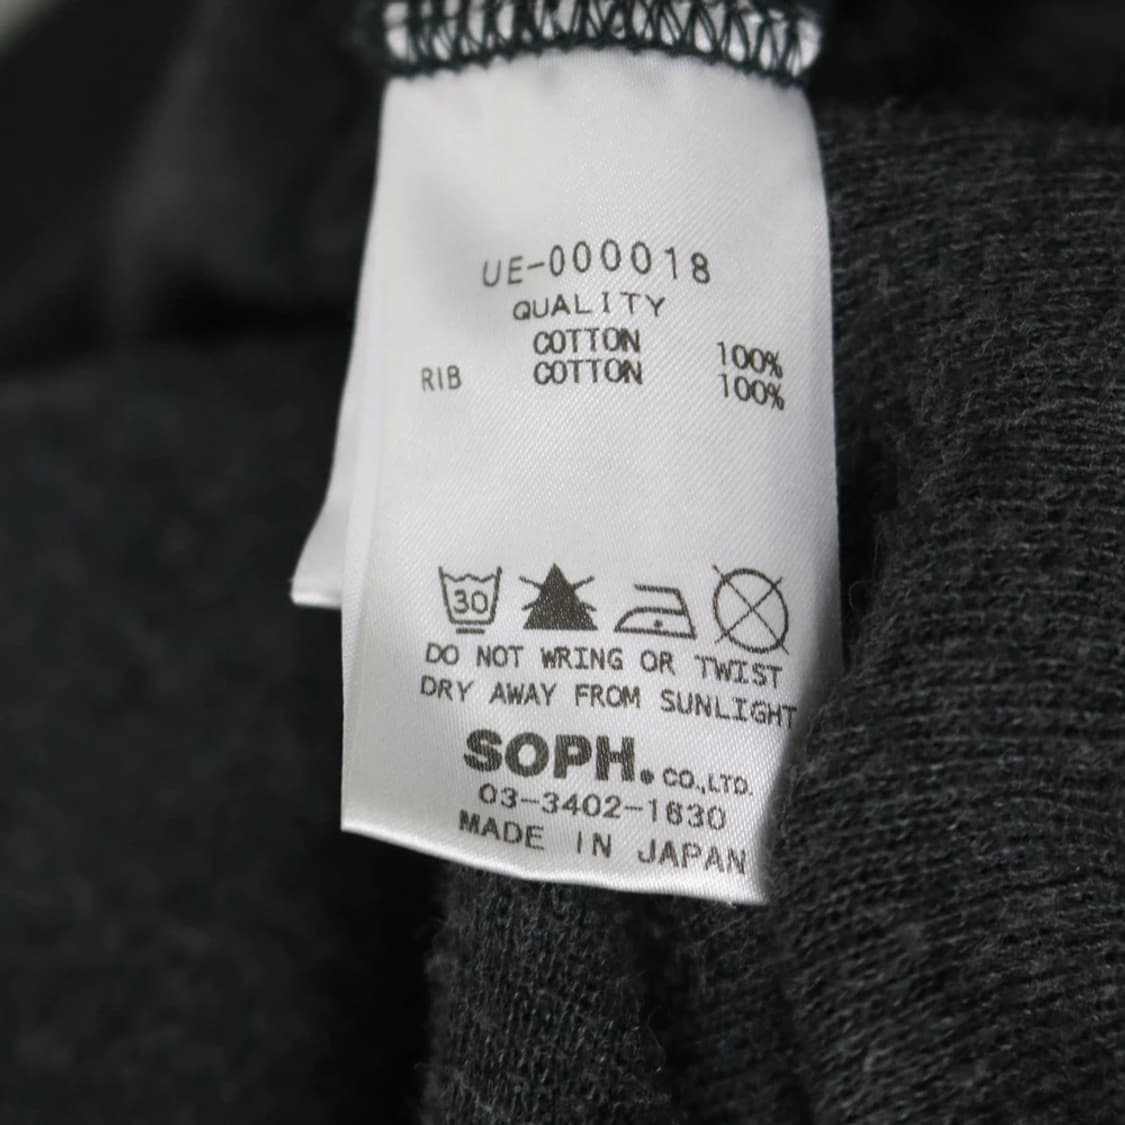 UE-000018
QUALITY
COTTON 100%
RIB COTTON 100%
30
DO NOT WRING OR TWIST
DRY AWAY FROM SUNLIGHT
SOPH. CO.,LTD.
03-3402-1630
MADE IN JAPAN